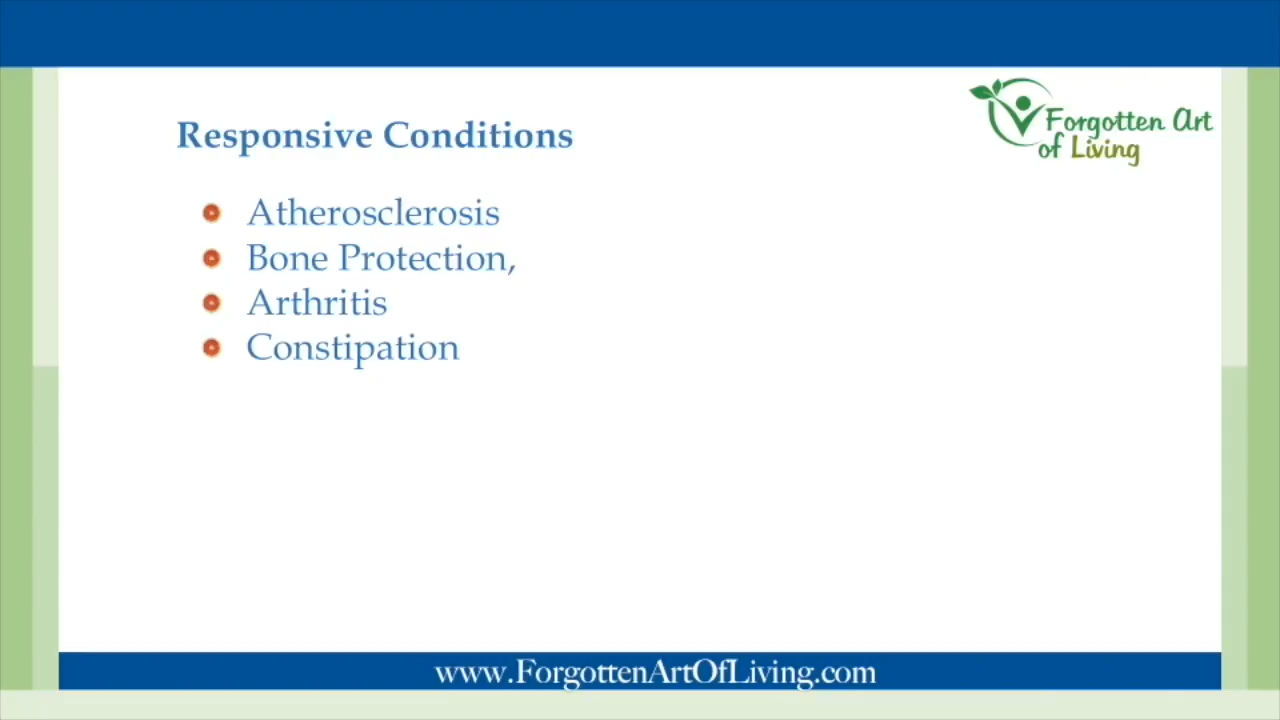 Forgotten Art
of Living
Responsive Conditions
Atherosclerosis
Bone Protection,
Arthritis
Constipation
www.ForgottenArtOfLiving.com